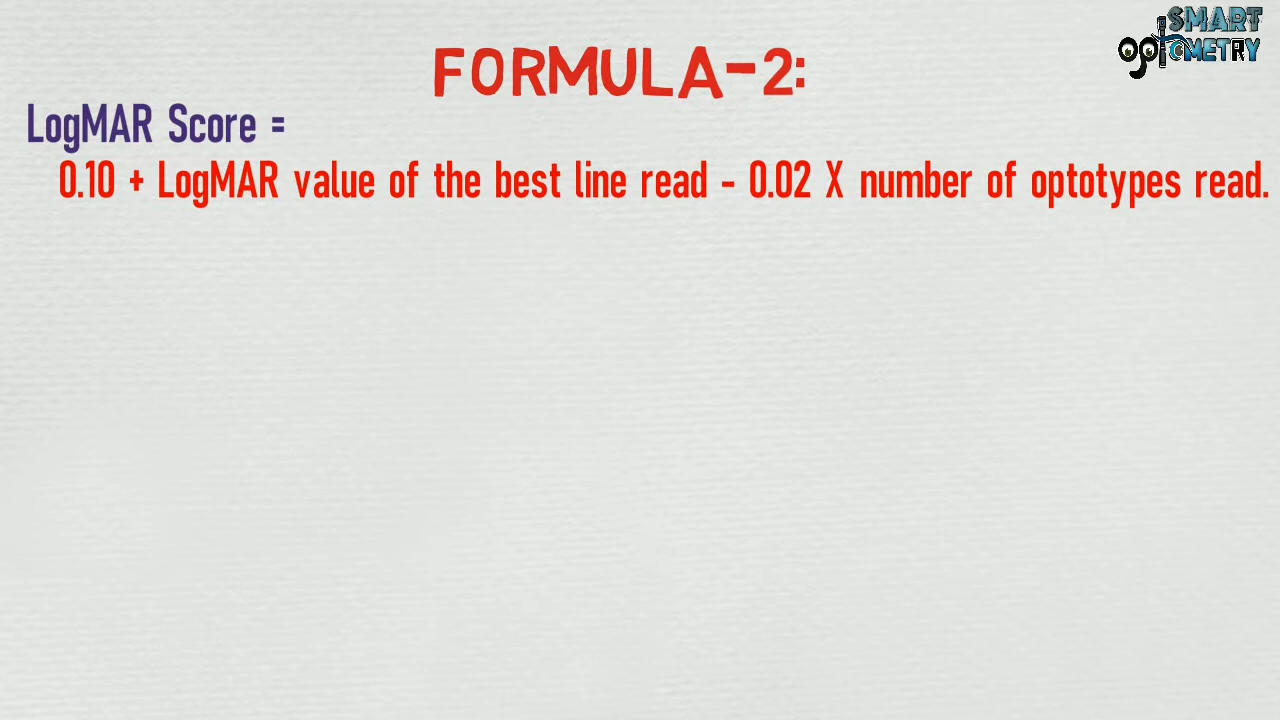 SMART
optOMETRY
FORMULA-2:
LogMAR Score =
0.10 + LogMAR value of the best line read - 0.02 X number of optotypes read.